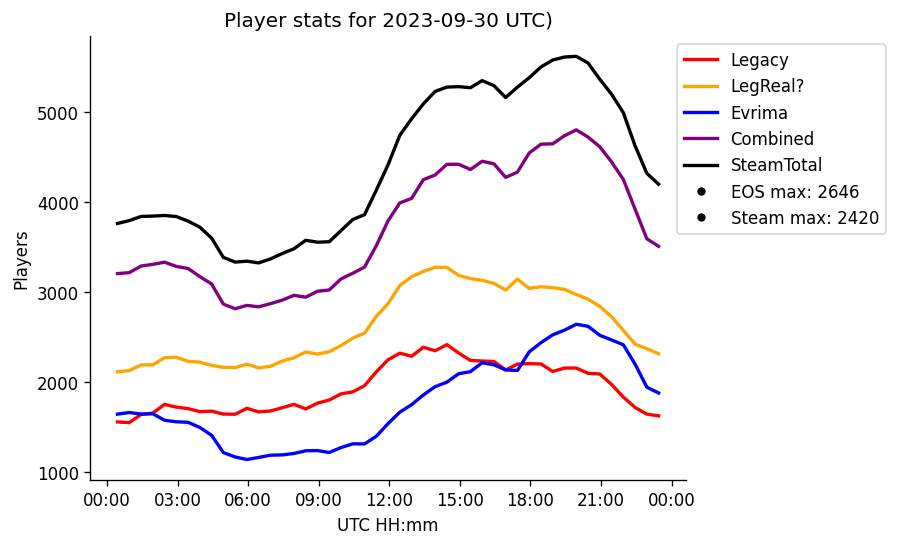 Player stats for 2023-09-30 UTC)
Legacy
LegReal?
Evrima
Combined
SteamTotal
EOS max: 2646
Steam max: 2420
Players
5000
4000
3000
2000
1000
00:00 03:00 06:00 09:00 12:00 15:00 18:00 21:00 00:00
UTC HH:mm